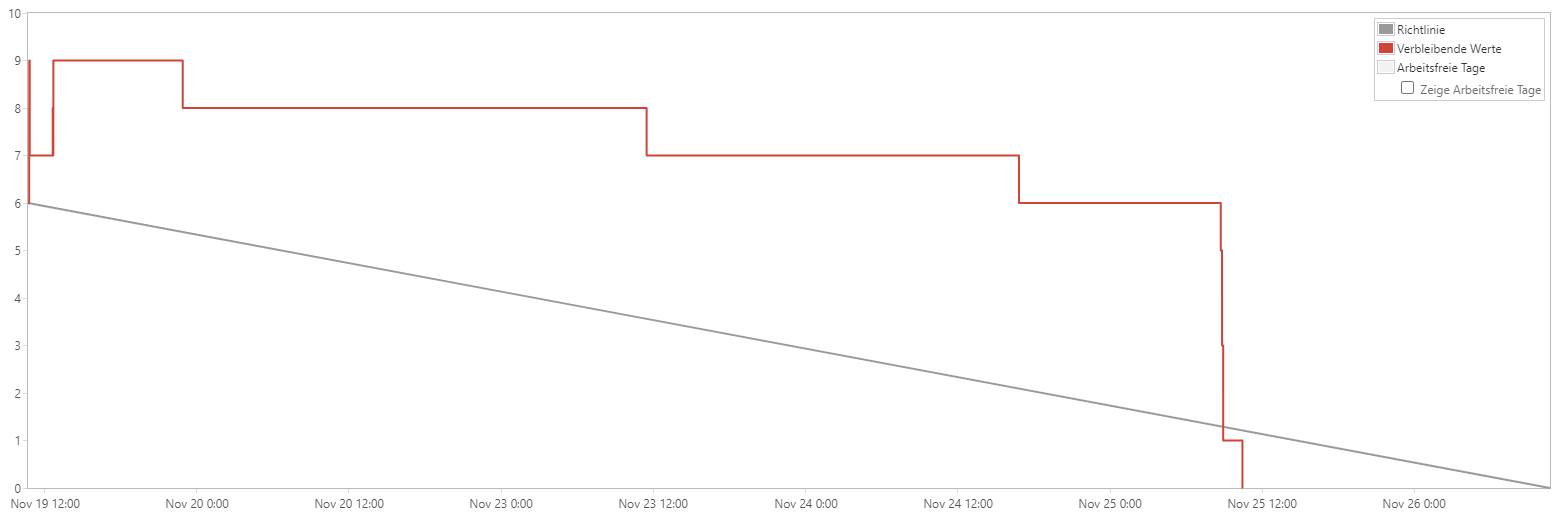 10
9
8
7
6
5
4
3
2
1
0
Richtlinie
Verbleibende Werte
Arbeitsfreie Tage
Zeige Arbeitsfreie Tage
Nov 19 12:00 Nov 20 0:00 Nov 20 12:00 Nov 23 0:00 Nov 23 12:00 Nov 24 0:00 Nov 24 12:00 Nov 25 0:00 Nov 25 12:00 Nov 26 0:00